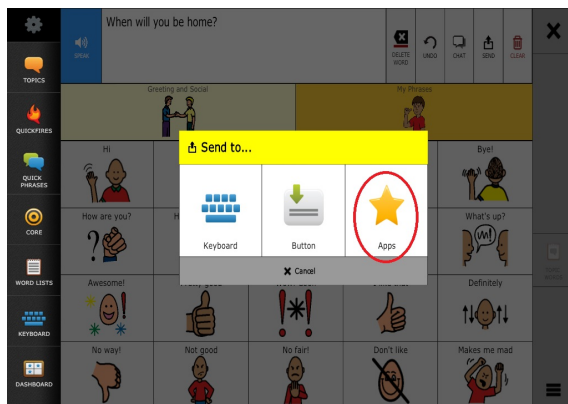 When will you be home?
SPEAK
DELETE
WORD
UNDO
CHAT
SEND
CLEAR
TOPICS
QUICKFIRES
QUICK
PHRASES
CORE
WORD LISTS
KEYBOARD
DASHBOARD
Greeting and Social
My Phrases
Hi
Bye!
Send to...
Keyboard
Button
Apps
Cancel
How are you?
What's up?
Awesome!
Definitely
No way!
Not good
No fair!
Don't like
Makes me mad